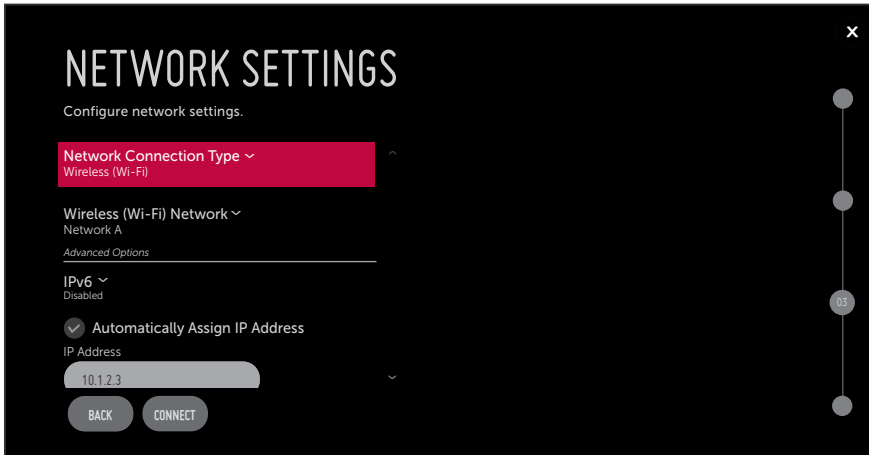 X
NETWORK SETTINGS
Configure network settings.
Network Connection Type
Wireless (Wi-Fi)
Wireless (Wi-Fi) Network
Network A
Advanced Options
IPv6
Disabled
03
Automatically Assign IP Address
IP Address
10.1.2.3
BACK CONNECT